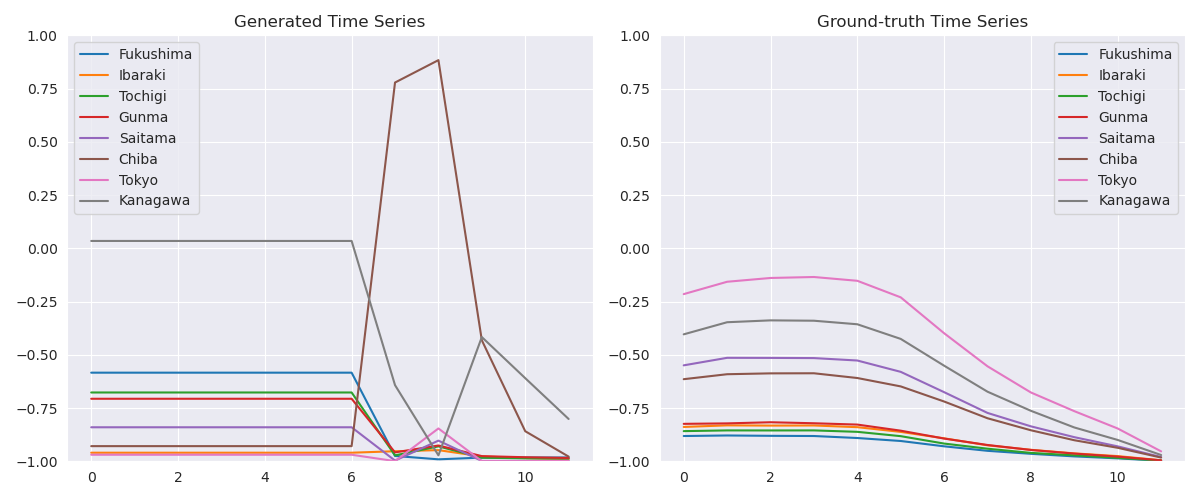 Generated Time Series
1.00
0.75
0.50
0.25
0.00
−0.25
−0.50
−0.75
−1.00
0 2 4 6 8 10
Fukushima
Ibaraki
Tochigi
Gunma
Saitama
Chiba
Tokyo
Kanagawa
Ground-truth Time Series
1.00
0.75
0.50
0.25
0.00
−0.25
−0.50
−0.75
−1.00
0 2 4 6 8 10
Fukushima
Ibaraki
Tochigi
Gunma
Saitama
Chiba
Tokyo
Kanagawa